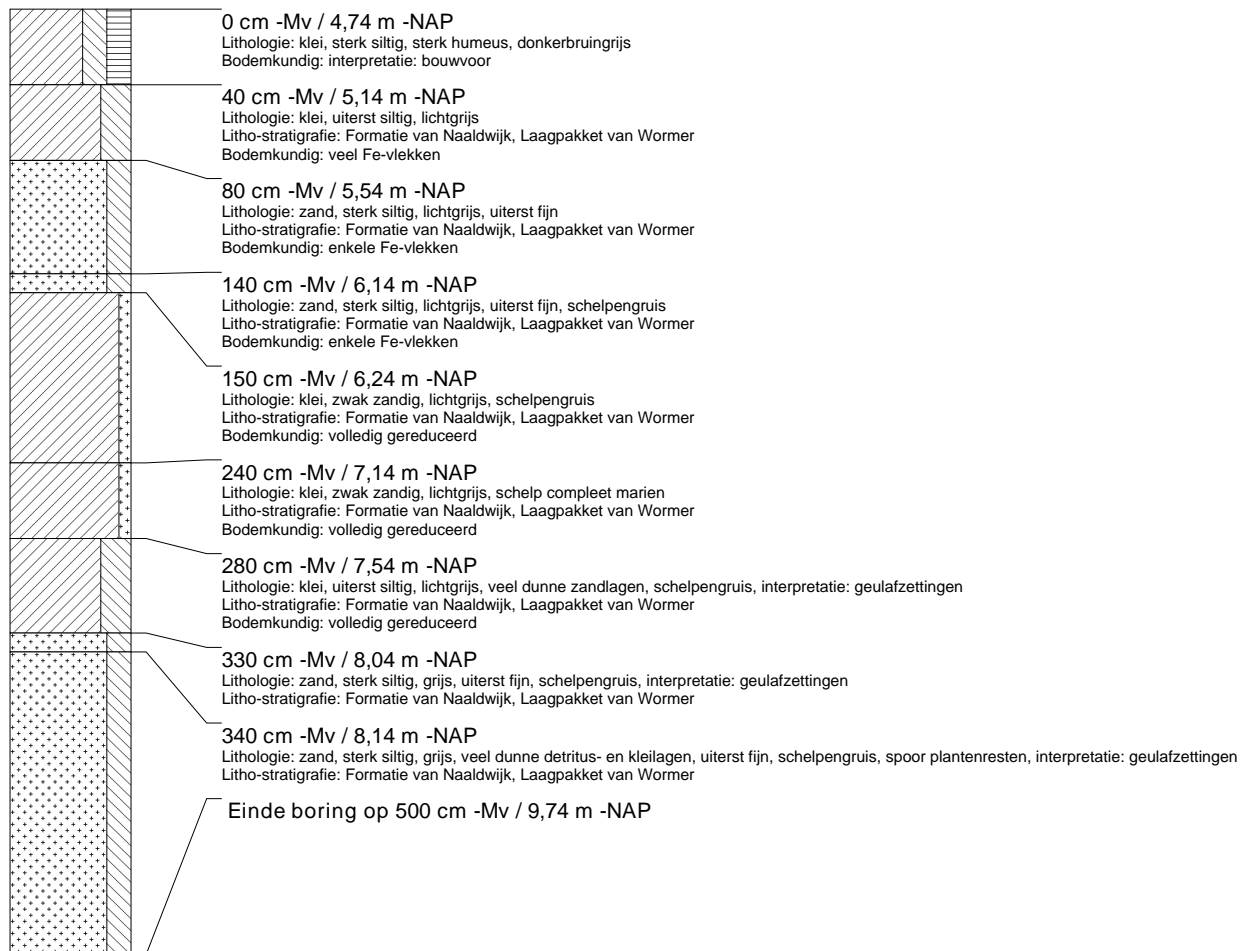 0 cm -Mv / 4,74 m -NAP
Lithologie: klei, sterk siltig, sterk humeus, donkerbruingrijs
Bodemkundig: interpretatie: bouwvoor
40 cm -Mv / 5,14 m -NAP
Lithologie: klei, uiterst siltig, lichtgrijs
Litho-stratigrafie: Formatie van Naaldwijk, Laagpakket van Wormer
Bodemkundig: veel Fe-vlekken
80 cm -Mv / 5,54 m -NAP
Lithologie: zand, sterk siltig, lichtgrijs, uiterst fijn
Litho-stratigrafie: Formatie van Naaldwijk, Laagpakket van Wormer
Bodemkundig: enkele Fe-vlekken
140 cm -Mv / 6,14 m -NAP
Lithologie: zand, sterk siltig, lichtgrijs, uiterst fijn, schelpengruis
Litho-stratigrafie: Formatie van Naaldwijk, Laagpakket van Wormer
Bodemkundig: enkele Fe-vlekken
150 cm -Mv / 6,24 m -NAP
Lithologie: klei, zwak zandig, lichtgrijs, schelpengruis
Litho-stratigrafie: Formatie van Naaldwijk, Laagpakket van Wormer
Bodemkundig: volledig gereduceerd
240 cm -Mv / 7,14 m -NAP
Lithologie: klei, zwak zandig, lichtgrijs, schelp compleet marien
Litho-stratigrafie: Formatie van Naaldwijk, Laagpakket van Wormer
Bodemkundig: volledig gereduceerd
280 cm -Mv / 7,54 m -NAP
Lithologie: klei, uiterst siltig, lichtgrijs, veel dunne zandlagen, schelpengruis, interpretatie: geulafzettingen
Litho-stratigrafie: Formatie van Naaldwijk, Laagpakket van Wormer
Bodemkundig: volledig gereduceerd
330 cm -Mv / 8,04 m -NAP
Lithologie: zand, sterk siltig, grijs, uiterst fijn, schelpengruis, interpretatie: geulafzettingen
Litho-stratigrafie: Formatie van Naaldwijk, Laagpakket van Wormer
340 cm -Mv / 8,14 m -NAP
Lithologie: zand, sterk siltig, grijs, veel dunne detritus- en kleilagen, uiterst fijn, schelpengruis, spoor plantenresten, interpretatie: geulafzettingen
Litho-stratigrafie: Formatie van Naaldwijk, Laagpakket van Wormer
Einde boring op 500 cm -Mv / 9,74 m -NAP